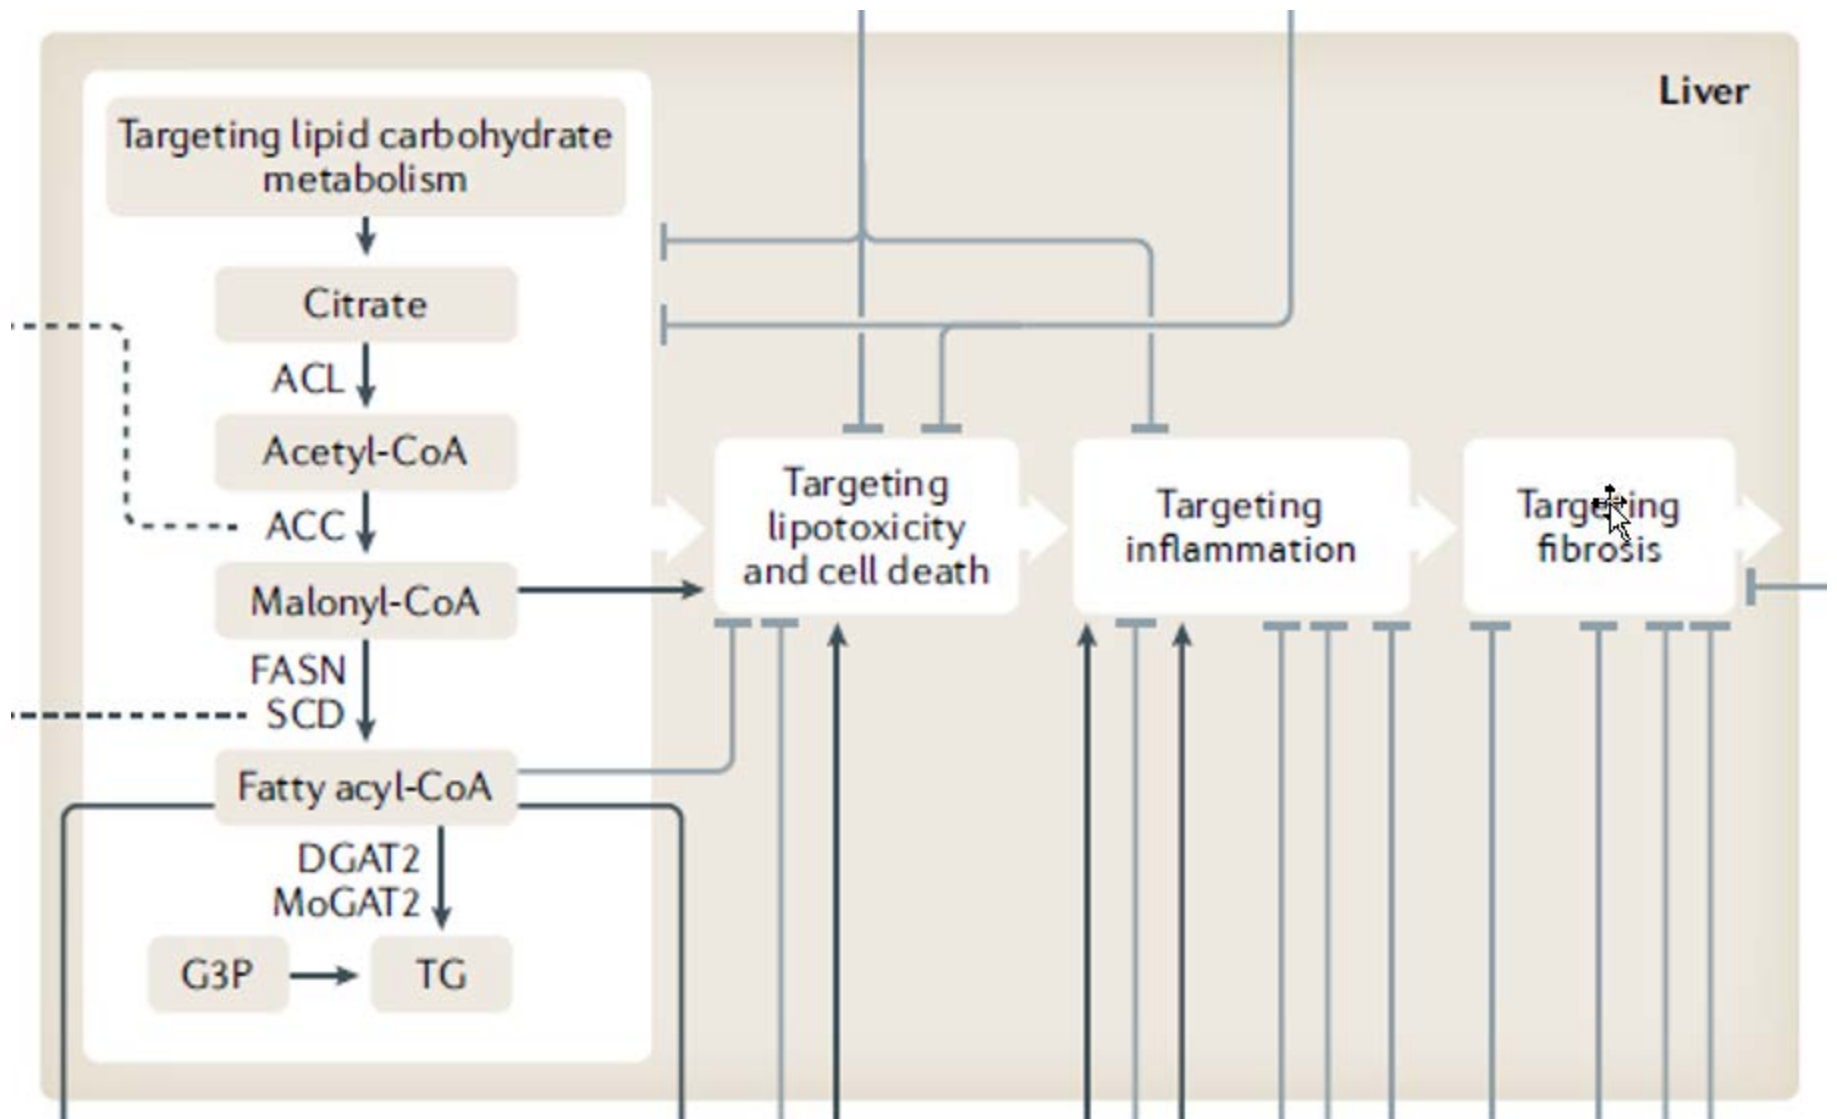 Liver
Targeting lipid carbohydrate
metabolism
Citrate
ACL
Acetyl-CoA
ACC
Malonyl-CoA
FASN
SCD
Fatty acyl-CoA
DGAT2
MoGAT2
G3P
TG
Targeting
lipotoxicity
and cell death
Targeting
inflammation
Targeting
fibrosis